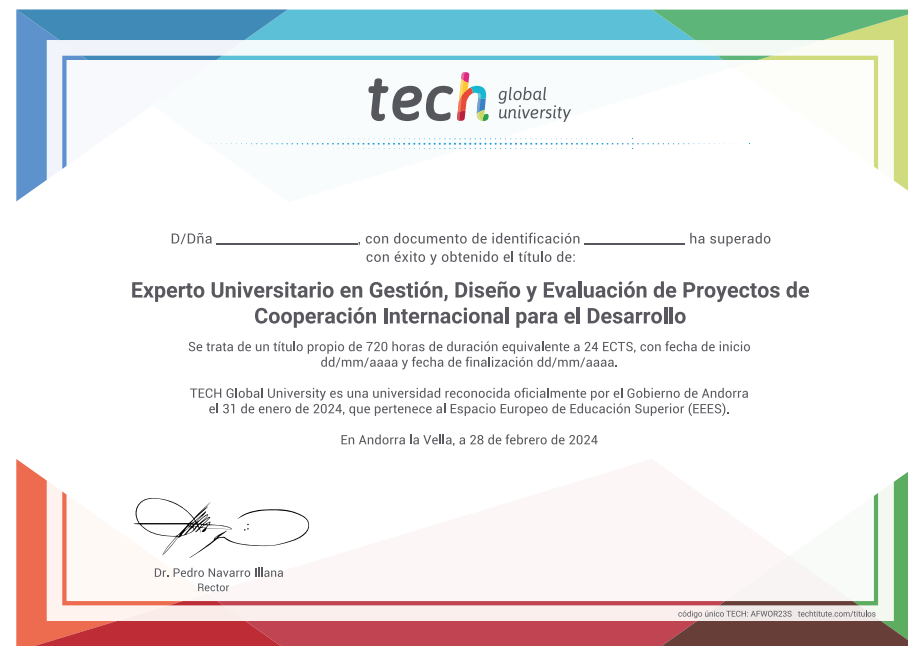 tech global university
D/Dña ______________, con documento de identificación __________ ha superado
con éxito y obtenido el título de:
Experto Universitario en Gestión, Diseño y Evaluación de Proyectos de
Cooperación Internacional para el Desarrollo
Se trata de un título propio de 720 horas de duración equivalente a 24 ECTS, con fecha de inicio
dd/mm/aaaa y fecha de finalización dd/mm/aaaa.
TECH Global University es una universidad reconocida oficialmente por el Gobierno de Andorra
el 31 de enero de 2024, que pertenece al Espacio Europeo de Educación Superior (EEES).
En Andorra la Vella, a 28 de febrero de 2024
Dr. Pedro Navarro Illana
Rector
código único TECH: AFWOR23S techtitute.com/titulos